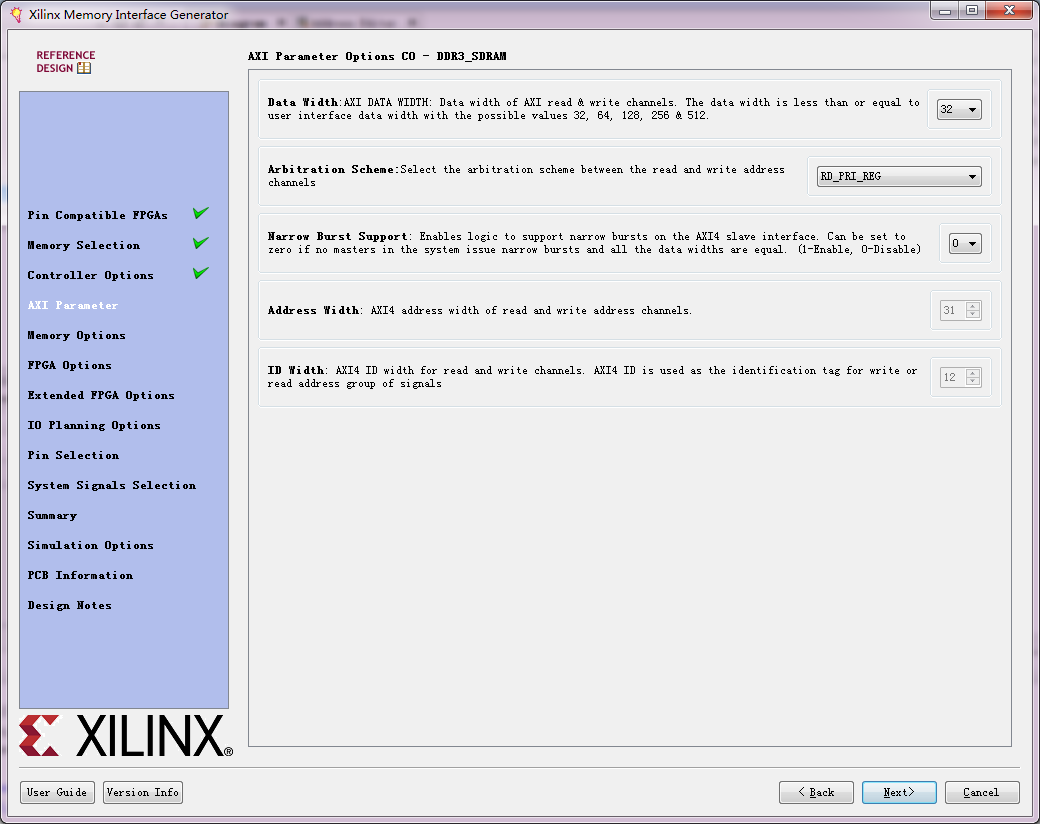 Xilinx Memory Interface Generator
REFERENCE
DESIGN
Pin Compatible FPGAs
Memory Selection
Controller Options
AXI Parameter
Memory Options
FPGA Options
Extended FPGA Options
IO Planning Options
Pin Selection
System Signals Selection
Summary
Simulation Options
PCB Information
Design Notes
XILINX®
AXI Parameter Options C0 - DDR3_SDRAM
Data Width:AXI DATA WIDTH: Data width of AXI read & write channels. The data width is less than or equal to
user interface data width with the possible values 32, 64, 128, 256 & 512.
32
Arbitration Scheme:Select the arbitration scheme between the read and write address
channels
RD_PRI_REG
Narrow Burst Support: Enables logic to support narrow bursts on the AXI4 slave interface. Can be set to
zero if no masters in the system issue narrow bursts and all the data widths are equal. (1-Enable, 0-Disable)
0
Address Width: AXI4 address width of read and write address channels.
31
ID Width: AXI4 ID width for read and write channels. AXI4 ID is used as the identification tag for write or
read address group of signals
12
User Guide
Version Info
< Back
Next>
Cancel